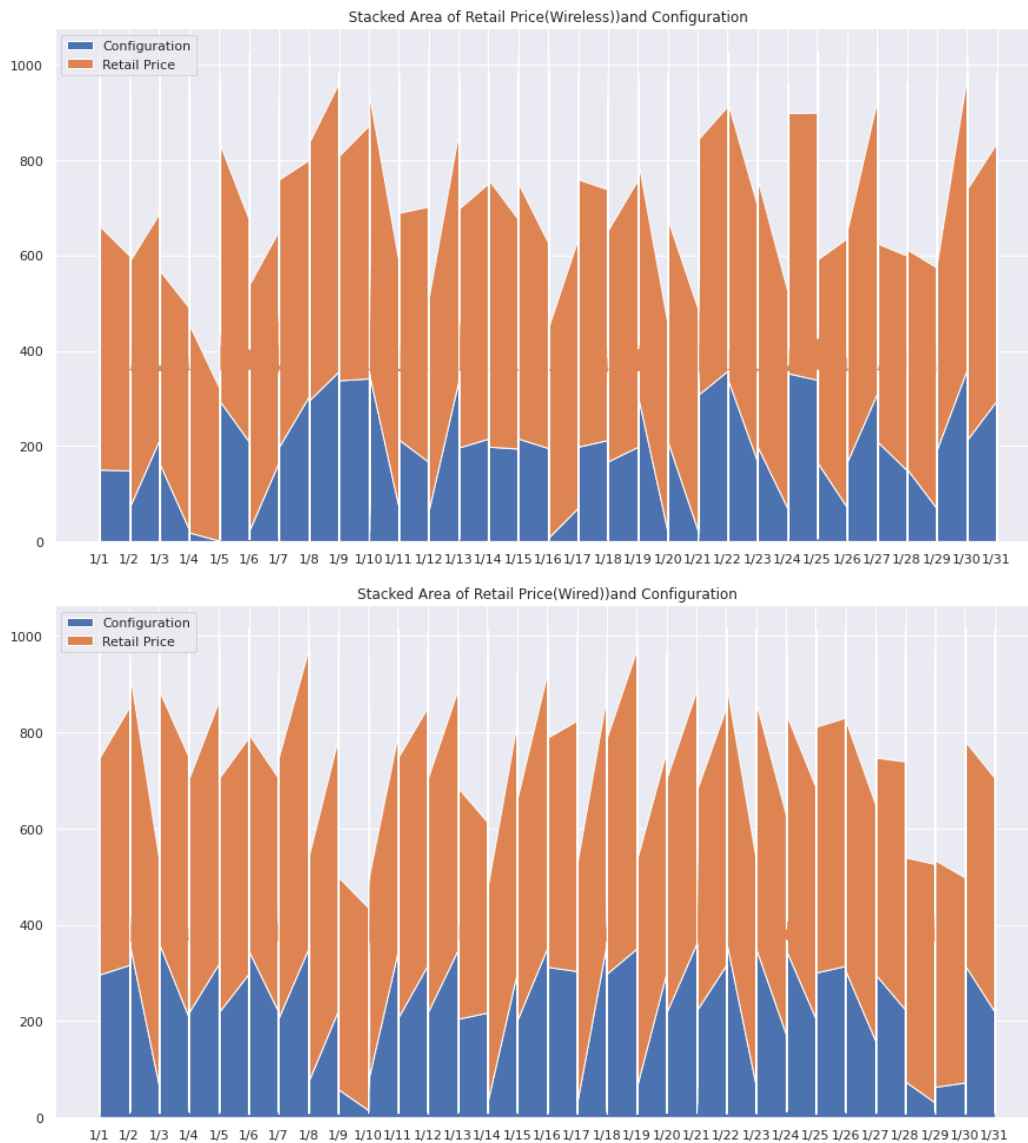 Stacked Area of Retail Price(Wireless))and Configuration
Configuration
Retail Price
1000
800
600
400
200
0
1/1 1/2 1/3 1/4 1/5 1/6 1/7 1/8 1/9 1/10 1/11 1/12 1/13 1/14 1/15 1/16 1/17 1/18 1/19 1/20 1/21 1/22 1/23 1/24 1/25 1/26 1/27 1/28 1/29 1/30 1/31
Stacked Area of Retail Price(Wired))and Configuration
Configuration
Retail Price
1000
800
600
400
200
0
1/1 1/2 1/3 1/4 1/5 1/6 1/7 1/8 1/9 1/10 1/11 1/12 1/13 1/14 1/15 1/16 1/17 1/18 1/19 1/20 1/21 1/22 1/23 1/24 1/25 1/26 1/27 1/28 1/29 1/30 1/31